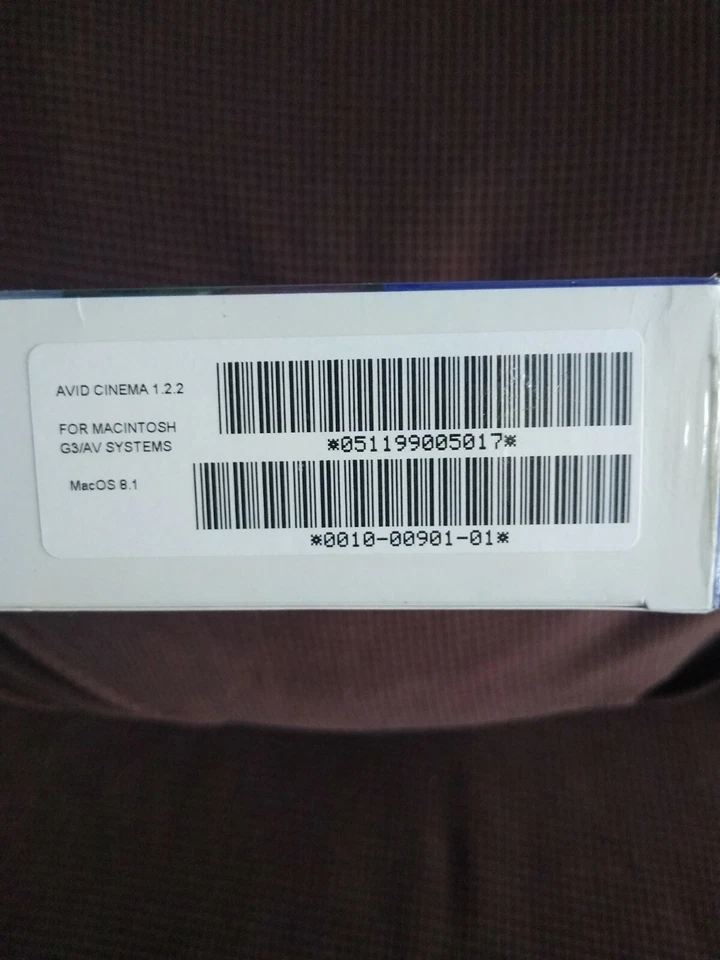 AVID CINEMA 1.2.2
FOR MACINTOSH
G3/AV SYSTEMS
MacOS 8.1
*051199005017*
*0010-00901-01*